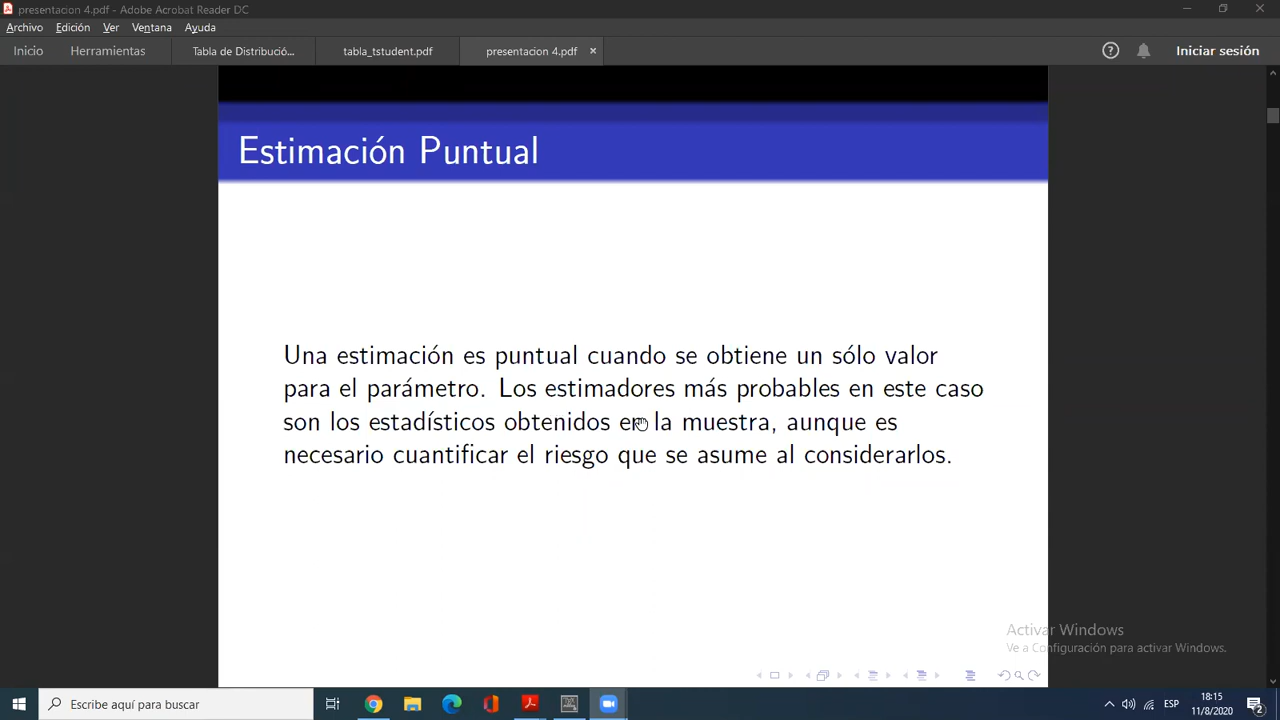 presentacion 4.pdf - Adobe Acrobat Reader DC
Archivo Edición Ver Ventana Ayuda
Inicio Herramientas Tabla de Distribució... tabla_tstudent.pdf presentacion 4.pdf × Iniciar sesión
Estimación Puntual
Una estimación es puntual cuando se obtiene un sólo valor
para el parámetro. Los estimadores más probables en este caso
son los estadísticos obtenidos en la muestra, aunque es
necesario cuantificar el riesgo que se asume al considerarlos.
Activar Windows
Ve a Configuración para activar Windows.
Escribe aquí para buscar
ESP
18:15
11/8/2020
2